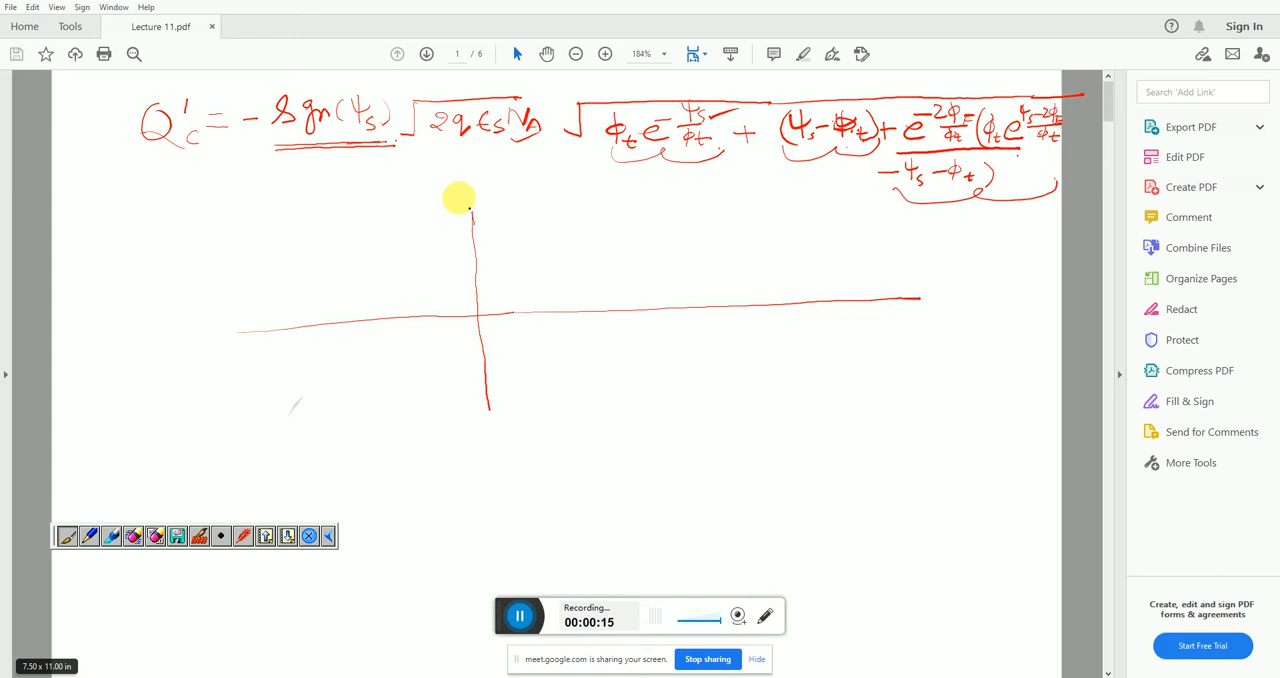 File Edit View Sign Window Help
Home Tools Lecture 11.pdf × Sign In
1 / 6 184%
Q'c = - Sgn(ψs) √2qϵsNA √ϕt e^-ψs/ϕt + (ψs-ϕt) + e^-2ϕF/ϕt (ϕt e^ψs-2ϕF/ϕt
-ψs-ϕt)
Search 'Add Link'
Export PDF
Edit PDF
Create PDF
Comment
Combine Files
Organize Pages
Redact
Protect
Compress PDF
Fill & Sign
Send for Comments
More Tools
Recording...
00:00:15
meet.google.com is sharing your screen. Stop sharing Hide
Create, edit and sign PDF
forms & agreements
Start Free Trial
7.50 x 11.00 in